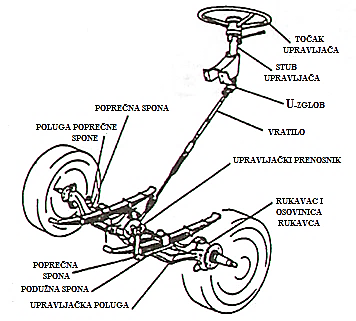 TOČAK
UPRAVLJAČA
STUB
UPRAVLJAČA
U-ZGLOB
POPREČNA SPONA
POLUGA POPREČNE
SPONE
VRATILO
UPRAVLJAČKI PRENOSNIK
RUKAVAC I
OSOVINICA
RUKAVCA
POPREČNA
SPONA
PODUŽNA SPONA
UPRAVLJAČKA POLUGA